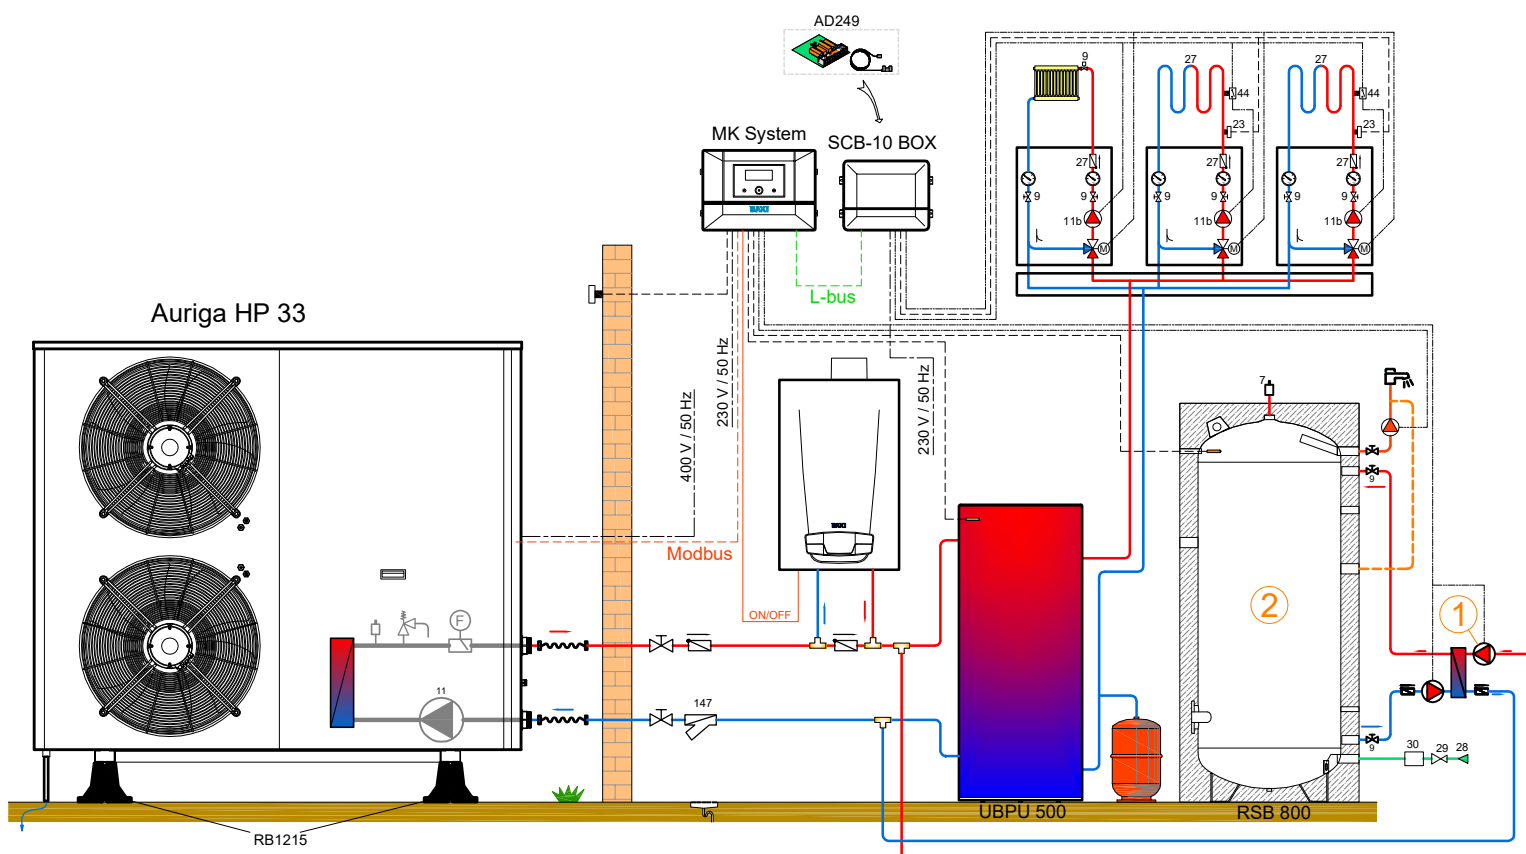 AD249
MK System
SCB-10 BOX
BAXI
L-bus
Auriga HP 33
230 V / 50 Hz
400 V / 50 Hz
230 V / 50 Hz
Modbus
ON/OFF
BAXI
F
11
147
RB1215
UBPU 500
RSB 800
9
27
27
44
44
23
23
27
27
27
9
9
9
9
9
9
11b
11b
11b
M
M
M
7
9
2
1
9
30
29
28